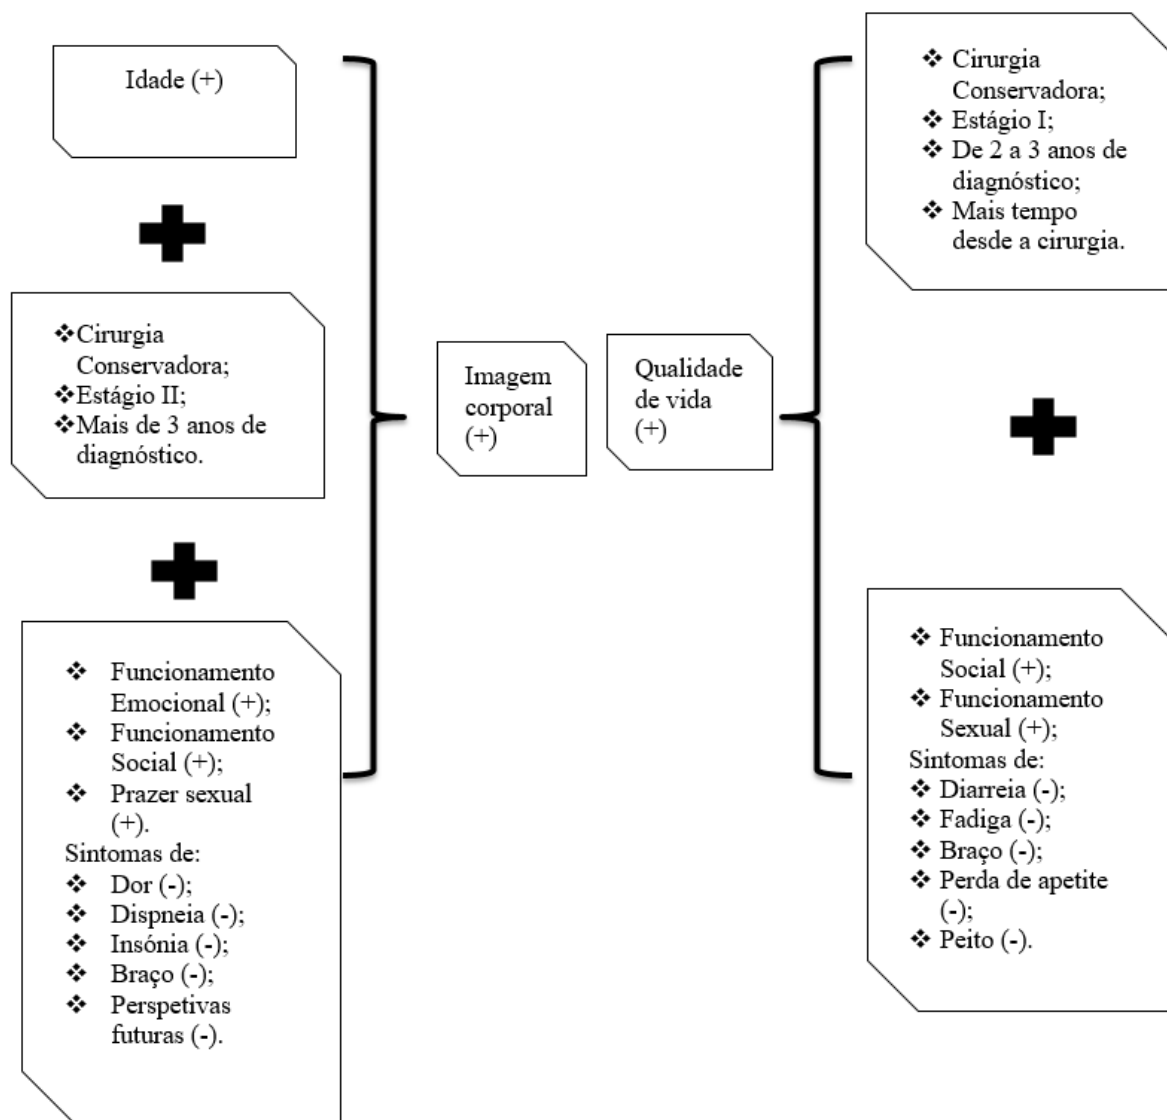 Idade (+)
❖Cirurgia
Conservadora;
❖Estágio II;
❖Mais de 3 anos de
diagnóstico.
❖ Funcionamento
Emocional (+);
❖ Funcionamento
Social (+);
❖ Prazer sexual
(+).
Sintomas de:
❖ Dor (-);
❖ Dispneia (-);
❖ Insónia (-);
❖ Braço (-);
❖ Perspetivas
futuras (-).
Imagem
corporal
(+)
Qualidade
de vida
(+)
❖ Cirurgia
Conservadora;
❖ Estágio I;
❖ De 2 a 3 anos de
diagnóstico;
❖ Mais tempo
desde a cirurgia.
❖ Funcionamento
Social (+);
❖ Funcionamento
Sexual (+);
Sintomas de:
❖ Diarreia (-);
❖ Fadiga (-);
❖ Braço (-);
❖ Perda de apetite
(-);
❖ Peito (-).